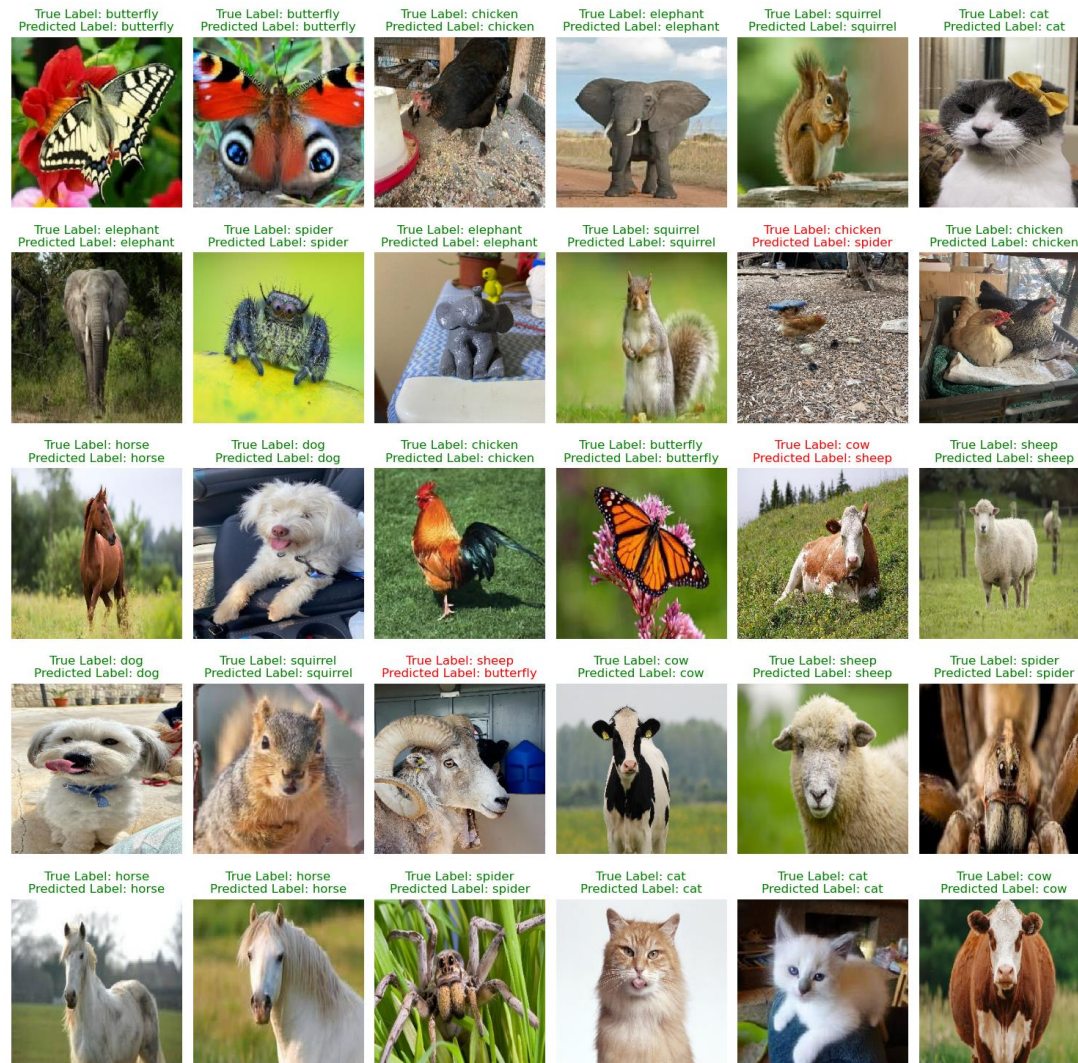 True Label: butterfly
Predicted Label: butterfly
True Label: butterfly
Predicted Label: butterfly
True Label: chicken
Predicted Label: chicken
True Label: elephant
Predicted Label: elephant
True Label: squirrel
Predicted Label: squirrel
True Label: cat
Predicted Label: cat
True Label: elephant
Predicted Label: elephant
True Label: spider
Predicted Label: spider
True Label: elephant
Predicted Label: elephant
True Label: squirrel
Predicted Label: squirrel
True Label: chicken
Predicted Label: spider
True Label: chicken
Predicted Label: chicken
True Label: horse
Predicted Label: horse
True Label: dog
Predicted Label: dog
True Label: chicken
Predicted Label: chicken
True Label: butterfly
Predicted Label: butterfly
True Label: cow
Predicted Label: sheep
True Label: sheep
Predicted Label: sheep
True Label: dog
Predicted Label: dog
True Label: squirrel
Predicted Label: squirrel
True Label: sheep
Predicted Label: butterfly
True Label: cow
Predicted Label: cow
True Label: sheep
Predicted Label: sheep
True Label: spider
Predicted Label: spider
True Label: horse
Predicted Label: horse
True Label: horse
Predicted Label: horse
True Label: spider
Predicted Label: spider
True Label: cat
Predicted Label: cat
True Label: cat
Predicted Label: cat
True Label: cow
Predicted Label: cow